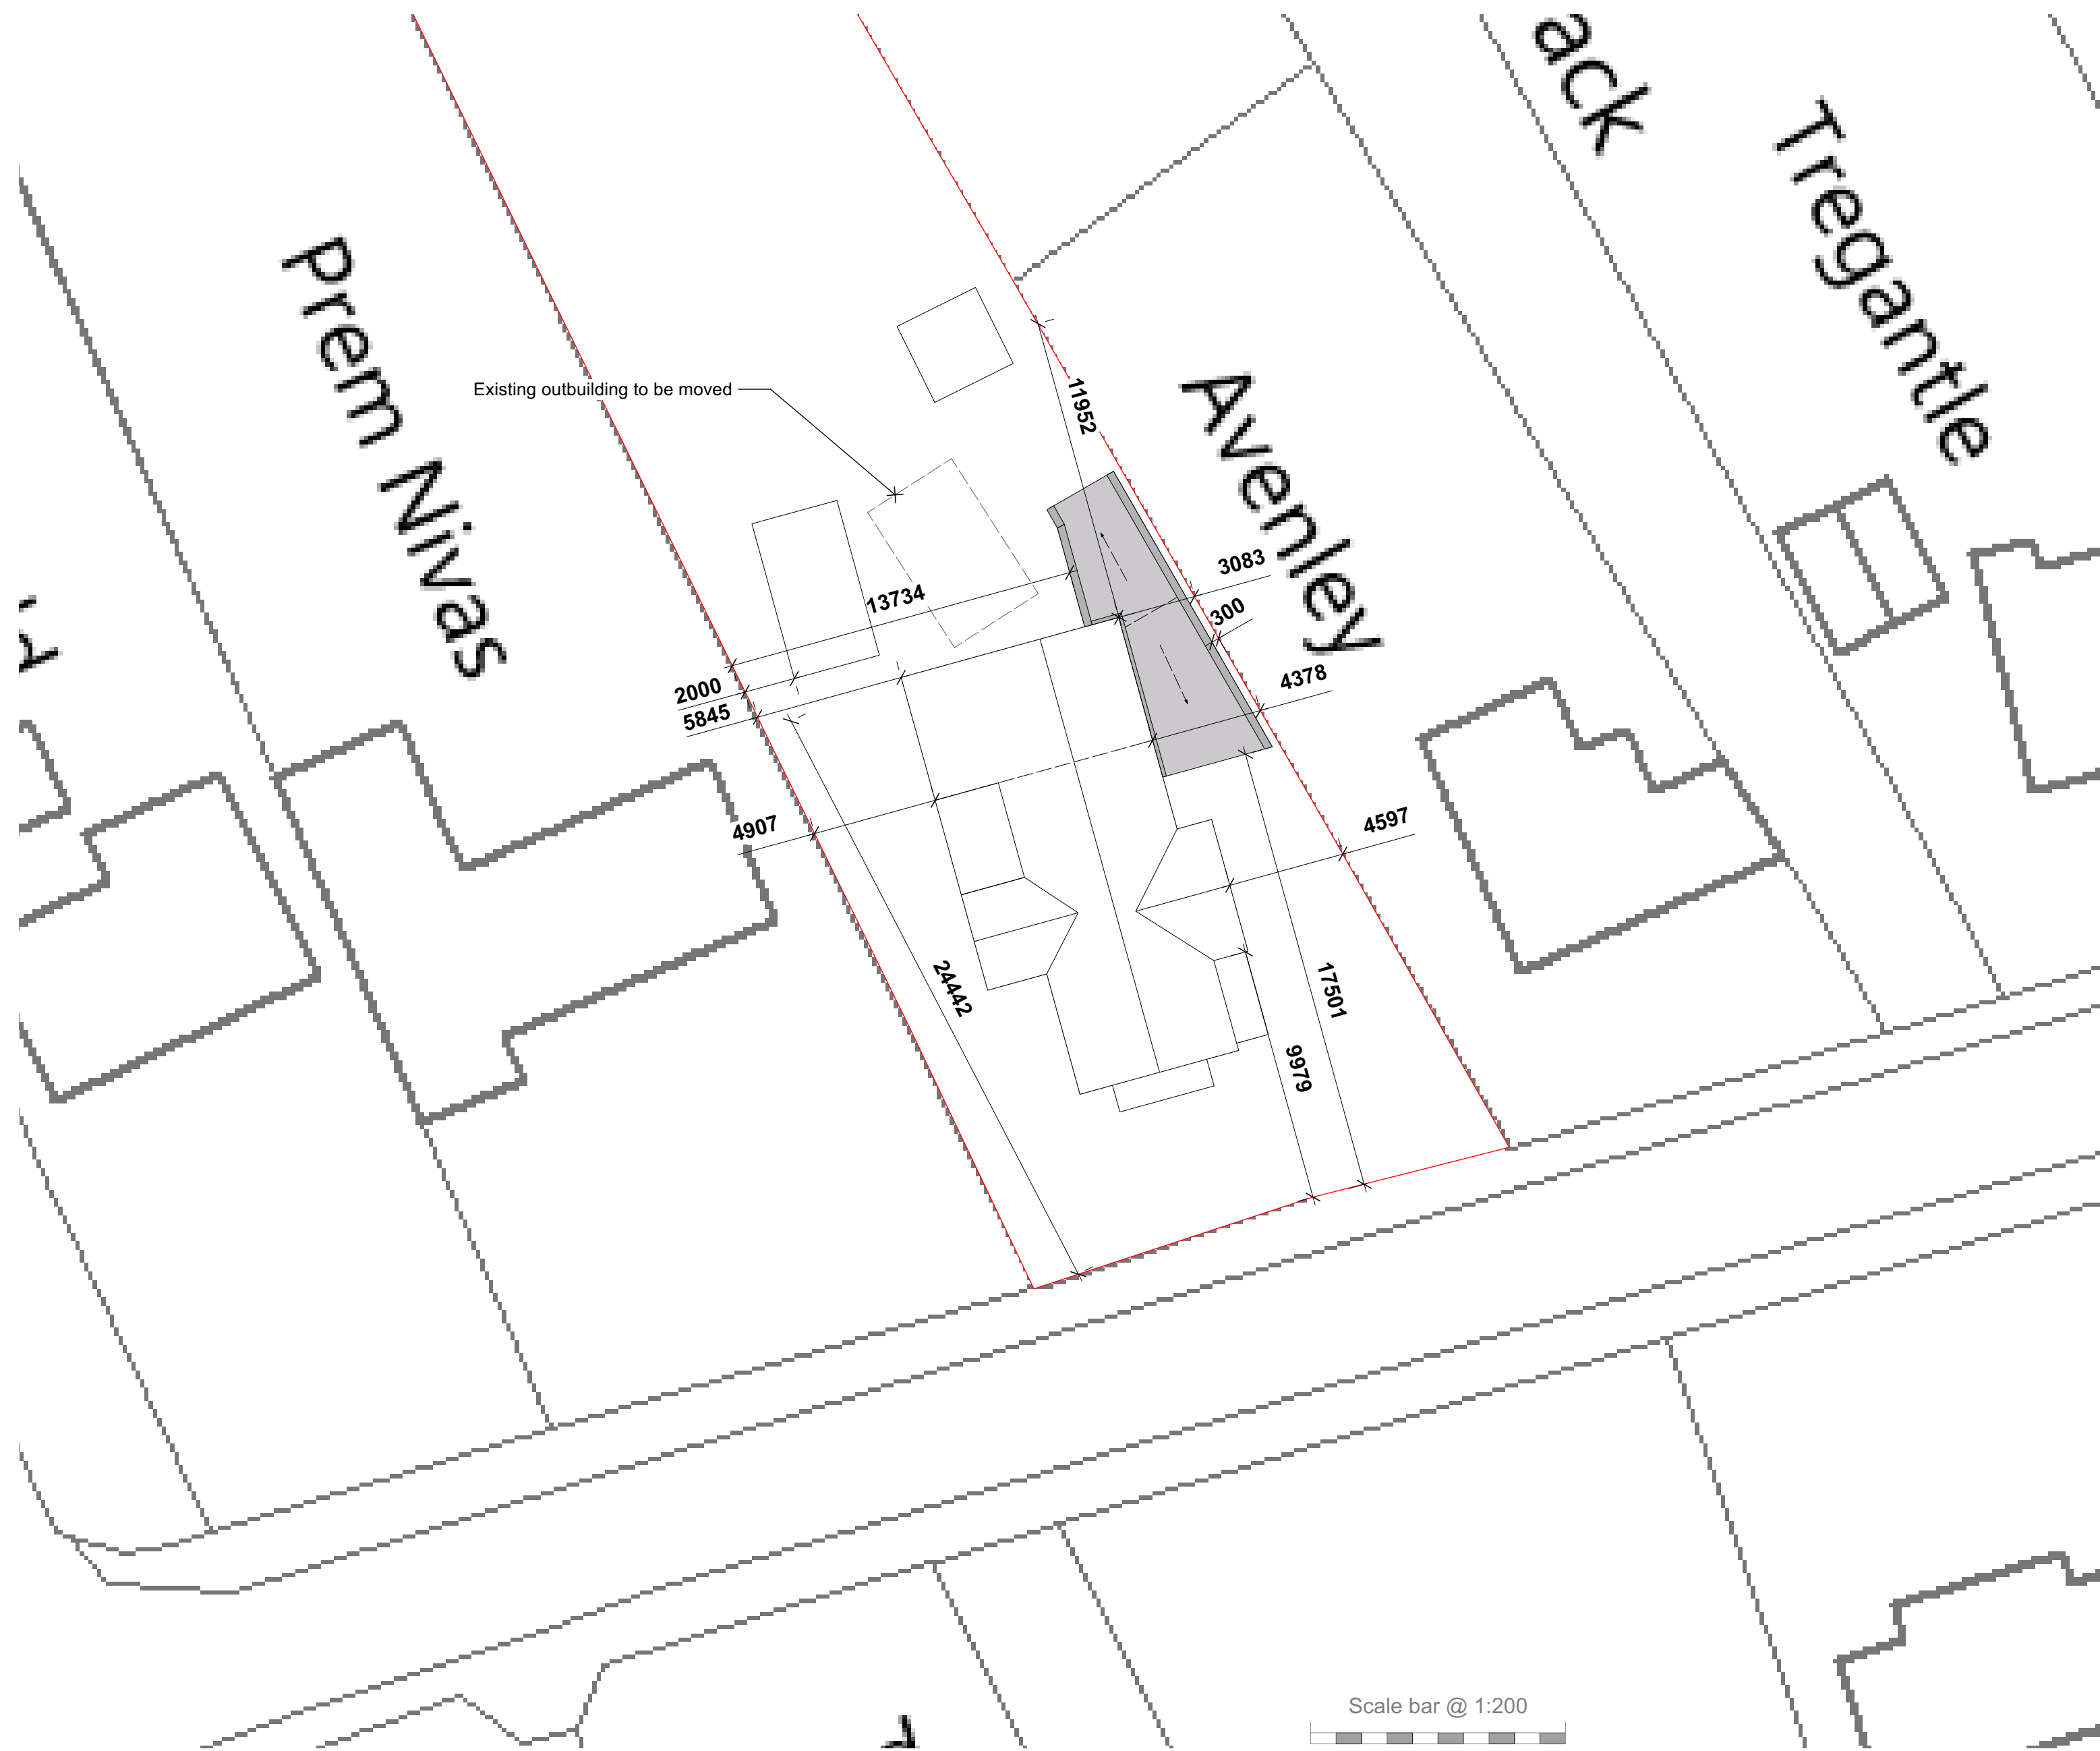 ack
Tregantle
Prem Nivas
Existing outbuilding to be moved
11952
Avenley
3083
13734
300
2000
4378
5845
4907
4597
24442
17501
9979
Scale bar @ 1:200